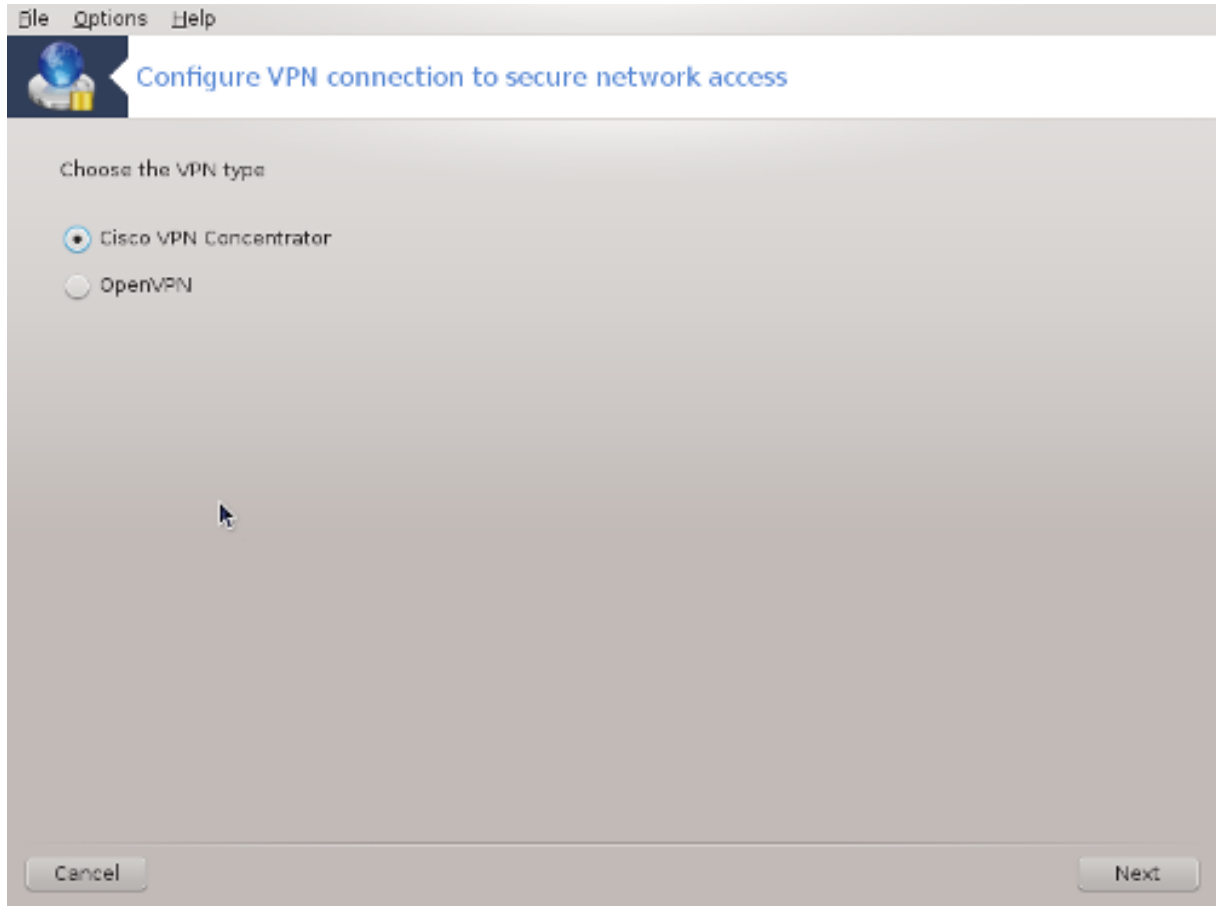 File Options Help
Configure VPN connection to secure network access
Choose the VPN type
Cisco VPN Concentrator
OpenVPN
Cancel Next